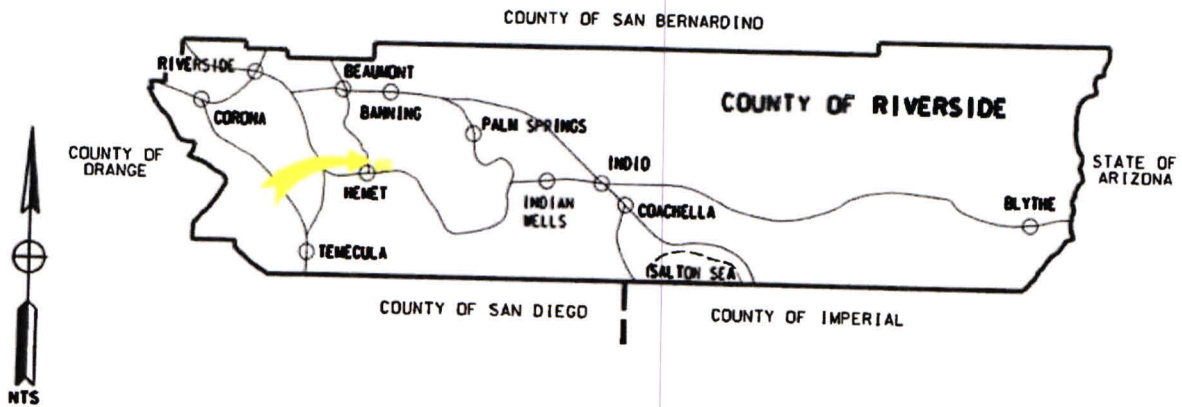 COUNTY OF SAN BERNARDINO
RIVERSIDE
BEAUMONT
CORONA
BANNING
COUNTY OF RIVERSIDE
PALM SPRINGS
COUNTY OF
ORANGE
HEMET
INDIO
STATE OF
ARIZONA
INDIAN
WELLS
COACHELLA
BLYTHE
TEMECULA
SALTON SEA
COUNTY OF SAN DIEGO
COUNTY OF IMPERIAL
NTS